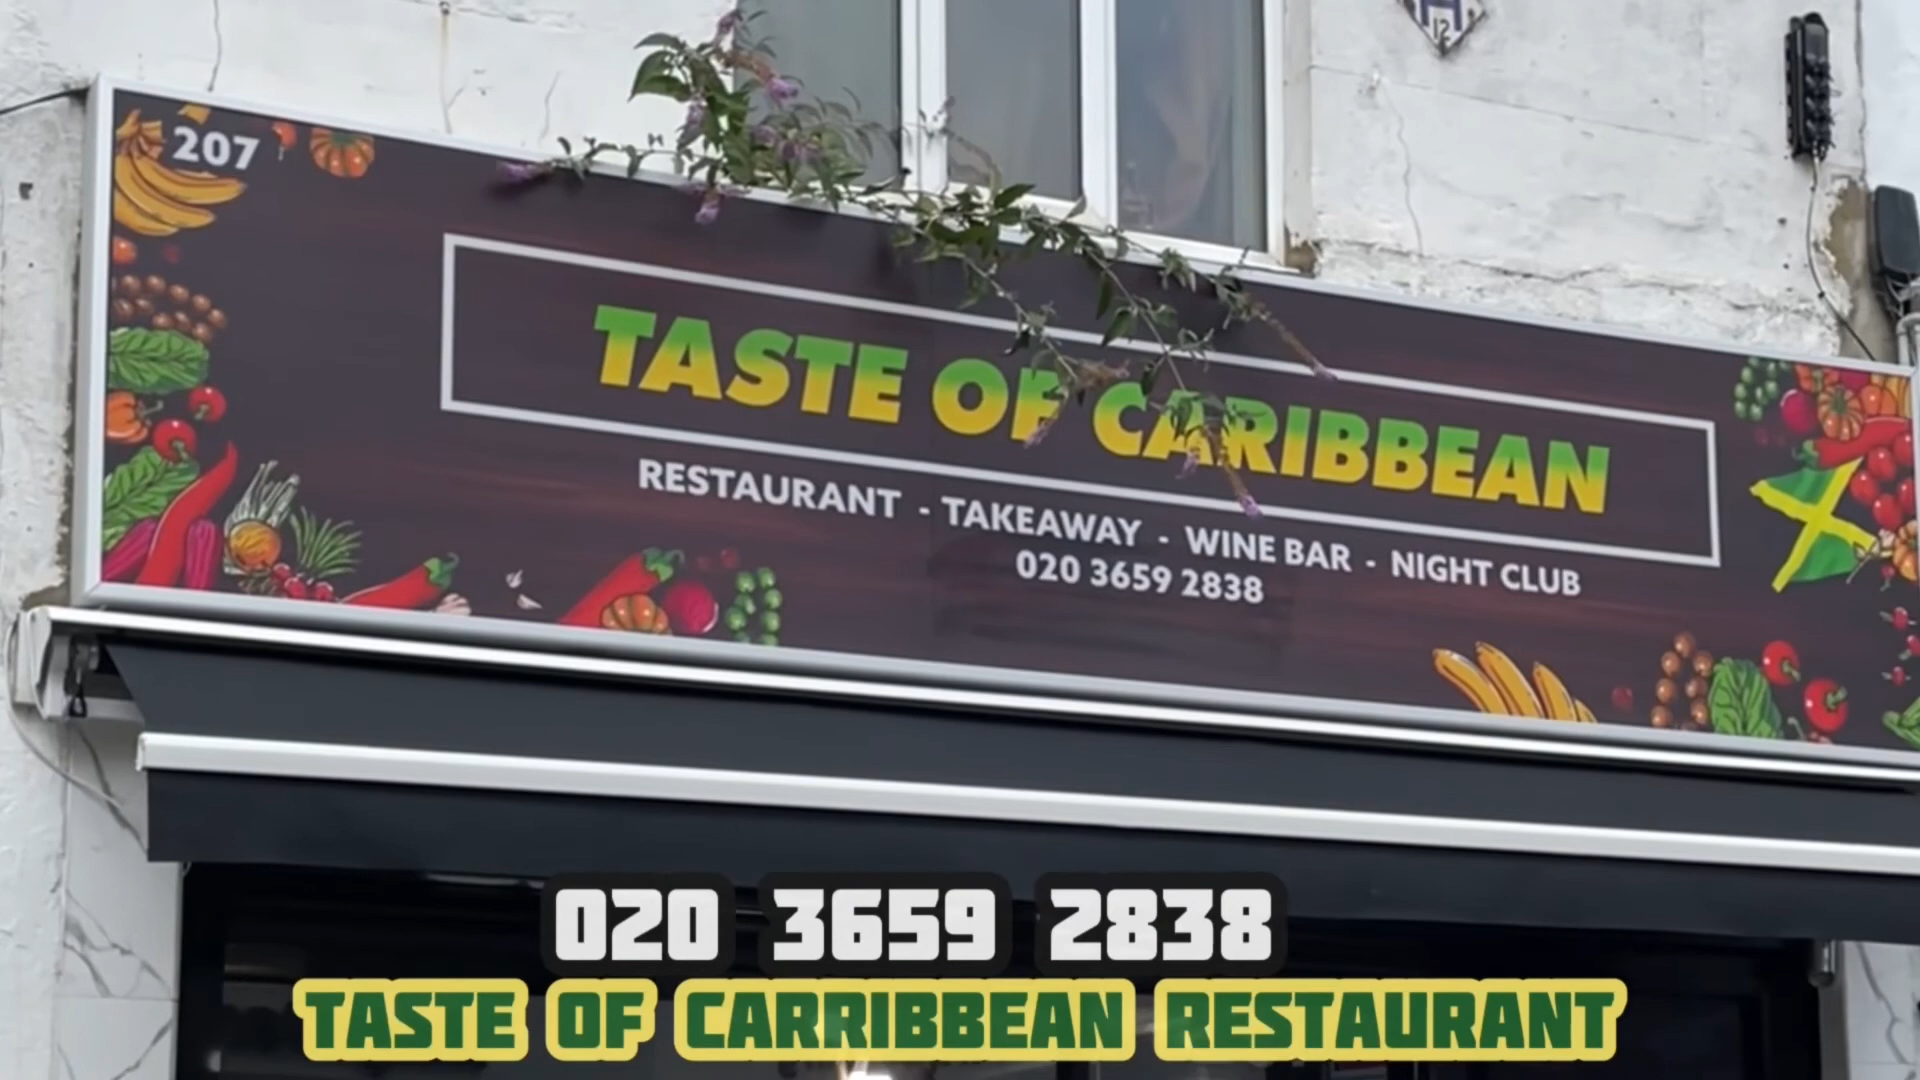 H
12
207
TASTE OF CARIBBEAN
RESTAURANT - TAKEAWAY - WINE BAR - NIGHT CLUB
020 3659 2838
020 3659 2838
TASTE OF CARRIBBEAN RESTAURANT